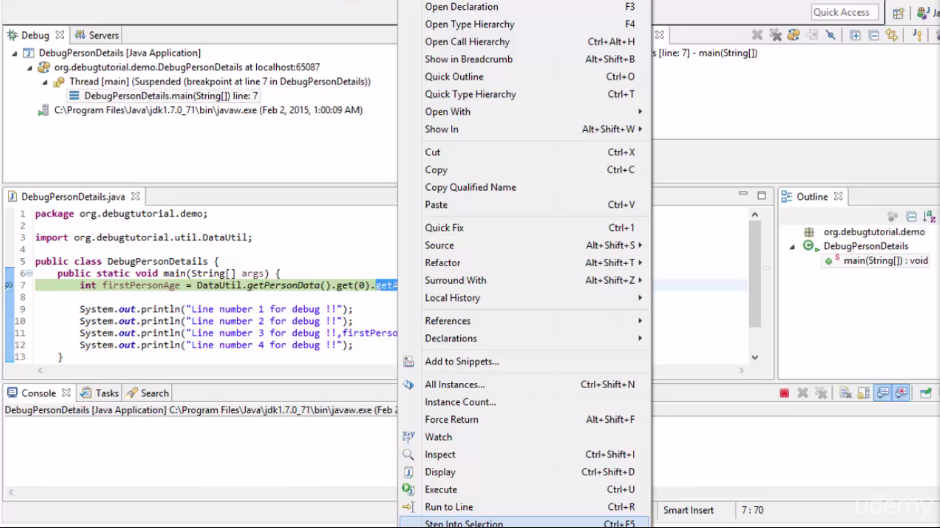 Quick Access
Ja
Debug
Servers
DebugPersonDetails [Java Application]
org.debugtutorial.demo.DebugPersonDetails at localhost:65087
Thread [main] (Suspended (breakpoint at line 7 in DebugPersonDetails))
DebugPersonDetails.main(String[]) line: 7
C:\Program Files\Java\jdk1.7.0_71\bin\javaw.exe (Feb 2, 2015, 1:00:09 AM)
[line: 7] - main(String[])
DebugPersonDetails.java
1 package org.debugtutorial.demo;
2
3 import org.debugtutorial.util.DataUtil;
4
5 public class DebugPersonDetails {
6 public static void main(String[] args) {
7 int firstPersonAge = DataUtil.getPersonData().get(0).getA
8
9 System.out.println("Line number 1 for debug !!");
10 System.out.println("Line number 2 for debug !!");
11 System.out.println("Line number 3 for debug !!,firstPerso
12 System.out.println("Line number 4 for debug !!");
13 }
Open Declaration F3
Open Type Hierarchy F4
Open Call Hierarchy Ctrl+Alt+H
Show in Breadcrumb Alt+Shift+B
Quick Outline Ctrl+O
Quick Type Hierarchy Ctrl+T
Open With
Show In Alt+Shift+W
Cut Ctrl+X
Copy Ctrl+C
Copy Qualified Name
Paste Ctrl+V
Quick Fix Ctrl+1
Source Alt+Shift+S
Refactor Alt+Shift+T
Surround With Alt+Shift+Z
Local History
References
Declarations
Add to Snippets...
All Instances... Ctrl+Shift+N
Instance Count...
Force Return Alt+Shift+F
Watch
Inspect Ctrl+Shift+I
Display Ctrl+Shift+D
Execute Ctrl+U
Run to Line Ctrl+R
Step Into Selection Ctrl+F5
Outline
org.debugtutorial.demo
DebugPersonDetails
main(String[]) : void
Console
Tasks
Search
DebugPersonDetails [Java Application] C:\Program Files\Java\jdk1.7.0_71\bin\javaw.exe (Feb
Smart Insert
7 : 70
udemy